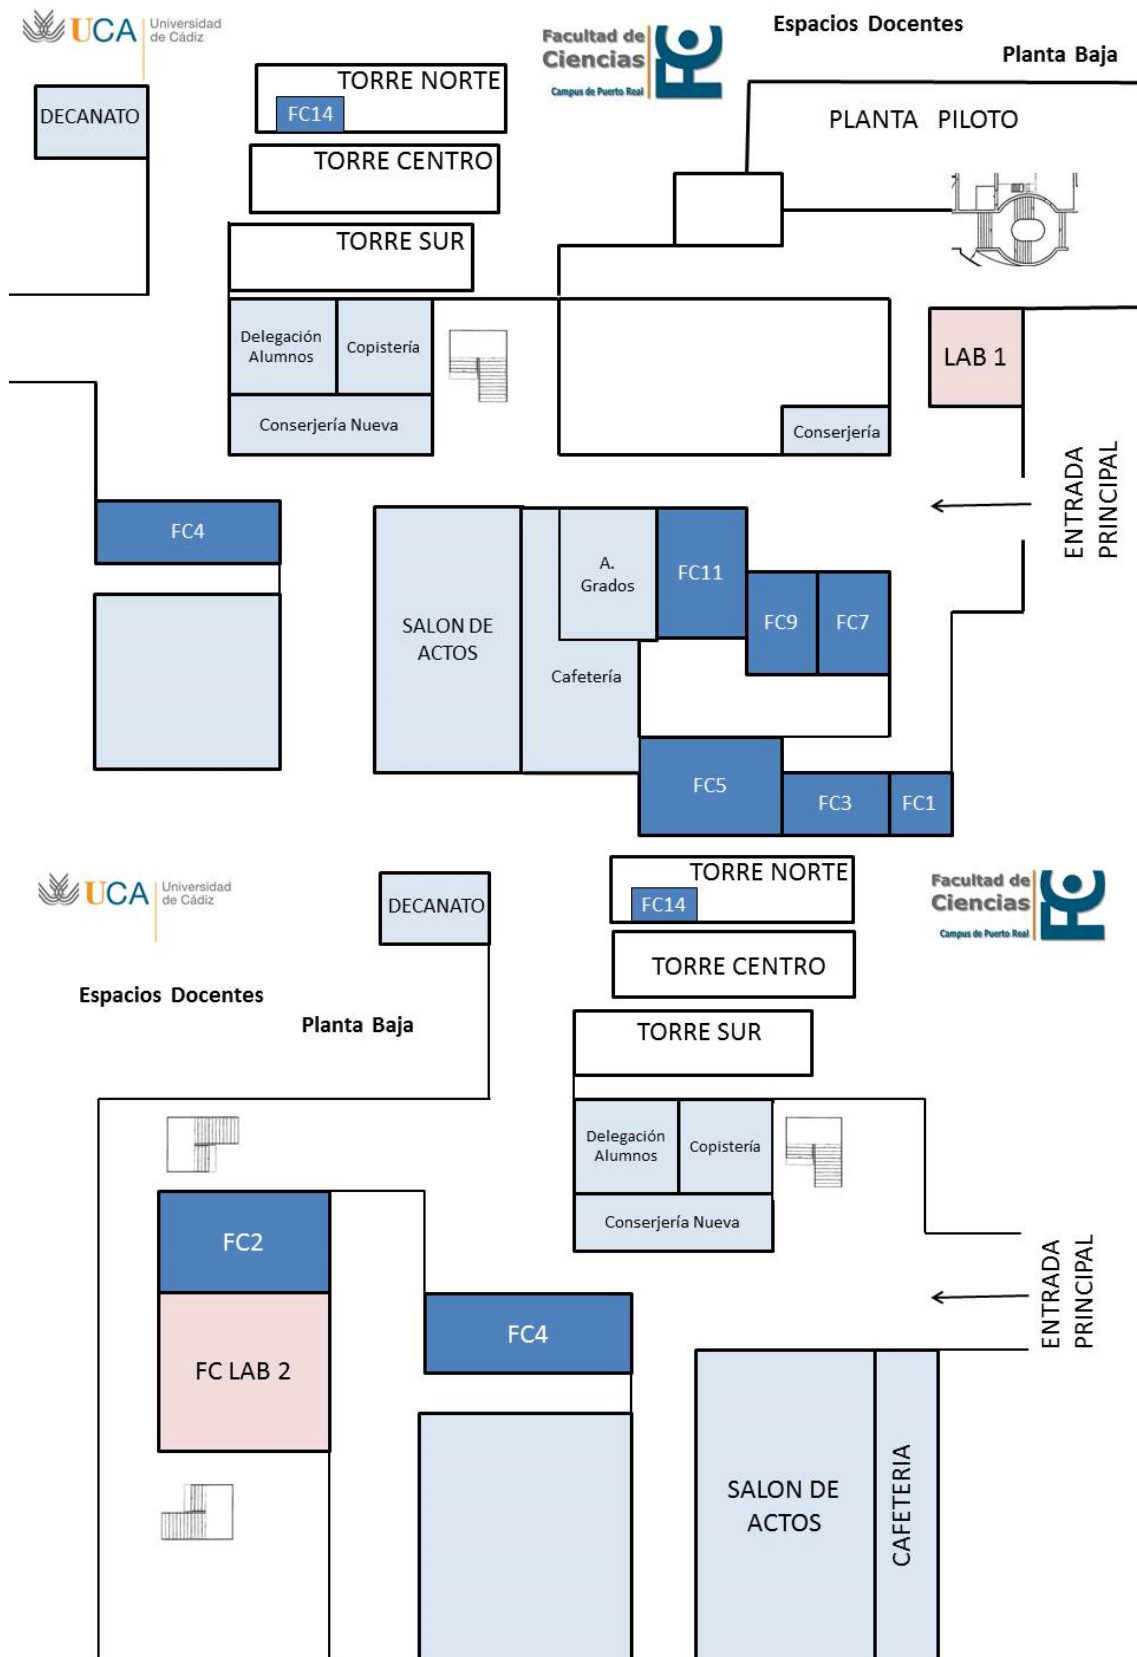 UCA
Universidad
de Cádiz
Facultad de
Ciencias
Campus de Puerto Real
FC
Espacios Docentes
Planta Baja
DECANATO
TORRE NORTE
FC14
TORRE CENTRO
TORRE SUR
PLANTA PILOTO
Delegación
Alumnos
Copistería
Conserjería Nueva
Conserjería
LAB 1
ENTRADA
PRINCIPAL
FC4
SALON DE
ACTOS
A.
Grados
Cafetería
FC11
FC9
FC7
FC5
FC3
FC1
UCA
Universidad
de Cádiz
DECANATO
TORRE NORTE
FC14
TORRE CENTRO
TORRE SUR
Facultad de
Ciencias
Campus de Puerto Real
FC
Espacios Docentes
Planta Baja
Delegación
Alumnos
Copistería
Conserjería Nueva
FC2
FC LAB 2
FC4
ENTRADA
PRINCIPAL
SALON DE
ACTOS
CAFETERIA